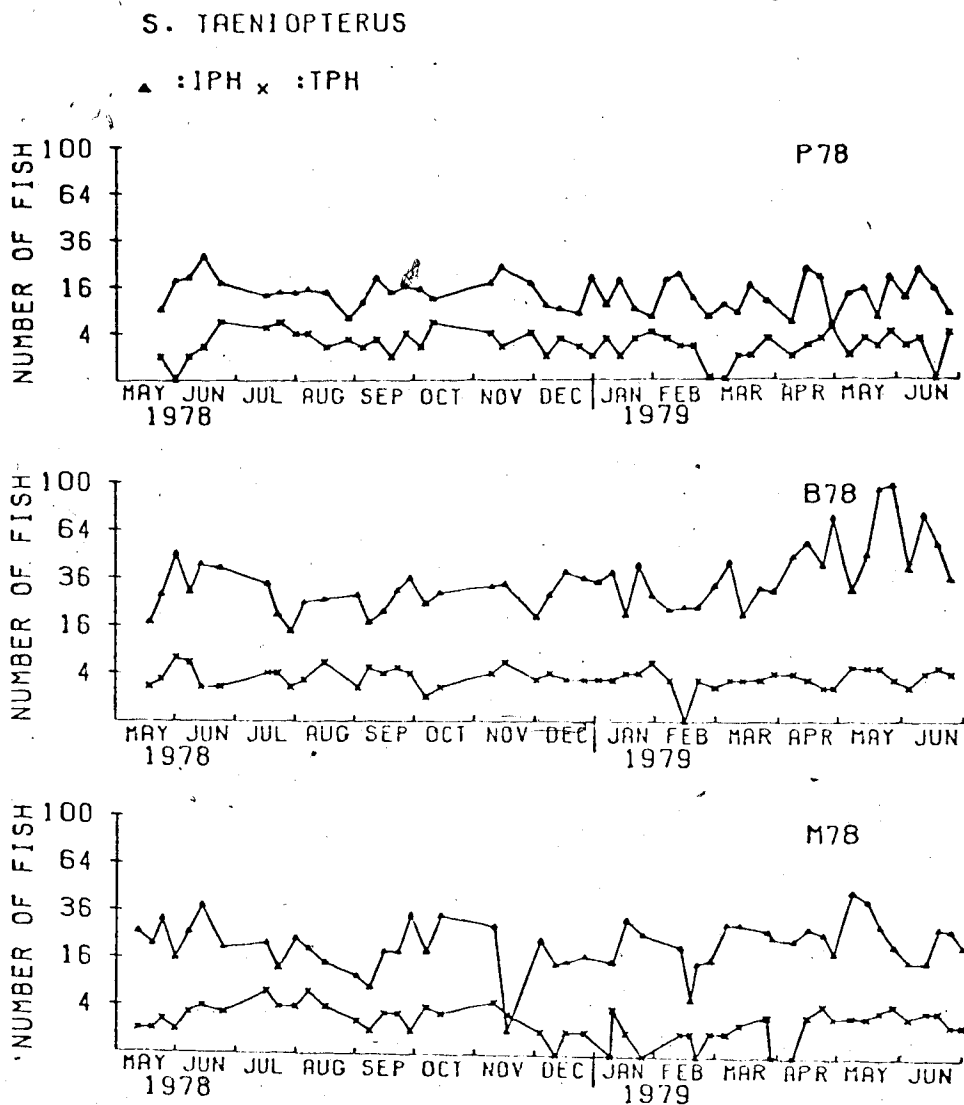 S. TAENIOPTERUS
▲ :IPH × :TPH
P78
NUMBER OF FISH
100
64
36
16
4
MAY JUN JUL AUG SEP OCT NOV DEC JAN FEB MAR APR MAY JUN
1978 1979
B78
NUMBER OF FISH
100
64
36
16
4
MAY JUN JUL AUG SEP OCT NOV DEC JAN FEB MAR APR MAY JUN
1978 1979
M78
NUMBER OF FISH
100
64
36
16
4
MAY JUN JUL AUG SEP OCT NOV DEC JAN FEB MAR APR MAY JUN
1978 1979